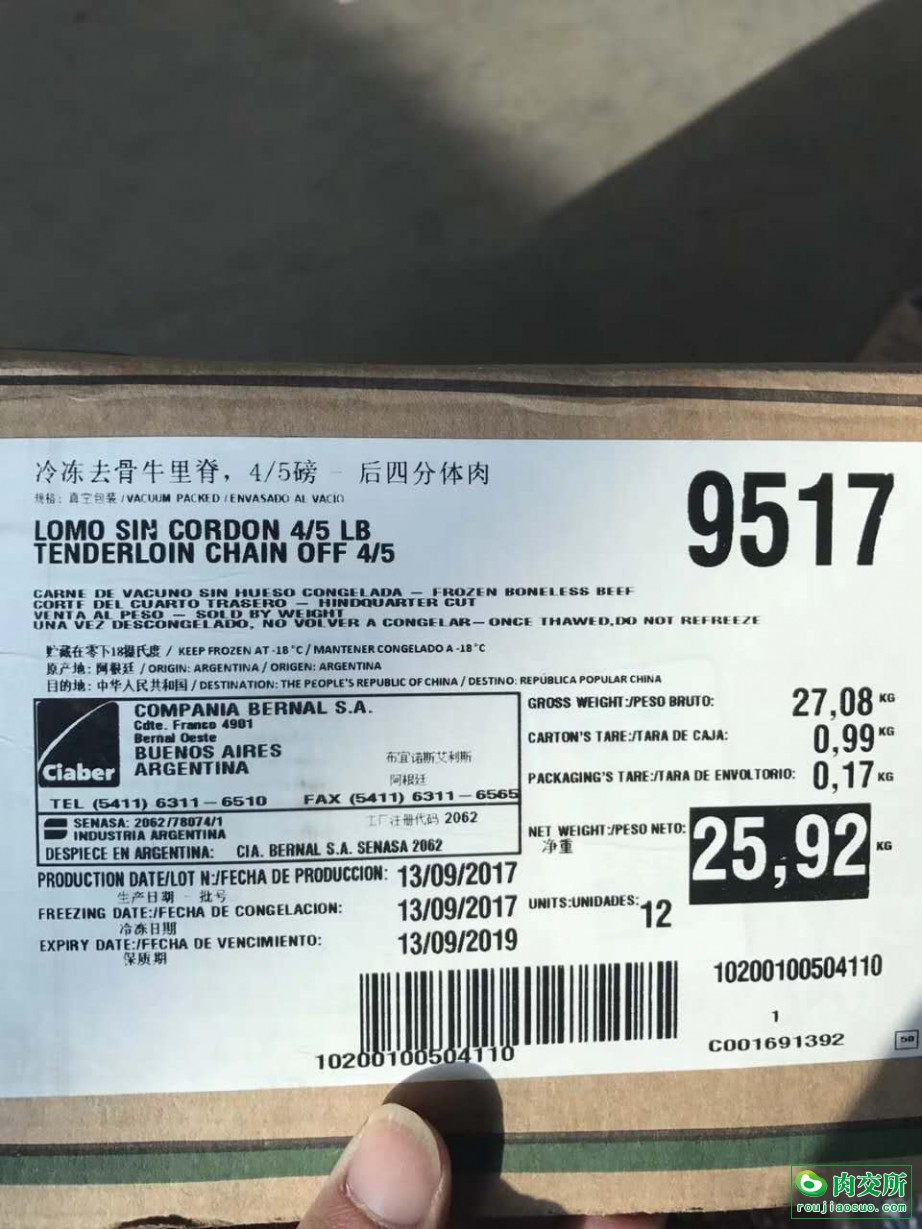 冷冻去骨牛里脊，4/5磅 - 后四分体肉
规格：真空包装 / VACUUM PACKED / ENVASADO AL VACIO
LOMO SIN CORDON 4/5 LB
TENDERLOIN CHAIN OFF 4/5
9517
CARNE DE VACUNO SIN HUESO CONGELADA — FROZEN BONELESS BEEF
CORTE DEL CUARTO TRASERO — HINDQUARTER CUT
VENTA AL PESO — SOLD BY WEIGHT
UNA VEZ DESCONGELADO, NO VOLVER A CONGELAR—ONCE THAWED,DO NOT REFREEZE
贮藏在零下18摄氏度 / KEEP FROZEN AT -18°C / MANTENER CONGELADO A -18°C
原产地：阿根廷 / ORIGIN: ARGENTINA / ORIGEN: ARGENTINA
目的地：中华人民共和国 / DESTINATION: THE PEOPLE'S REPUBLIC OF CHINA / DESTINO: REPÚBLICA POPULAR CHINA
Ciaber
COMPANIA BERNAL S.A.
Cdte. Franco 4901
Bernal Oeste
BUENOS AIRES
ARGENTINA
布宜诺斯艾利斯
阿根廷
TEL (5411) 6311—6510 FAX (5411) 6311—6565
SENASA: 2062/78074/1
INDUSTRIA ARGENTINA
工厂注册代码 2062
DESPIECE EN ARGENTINA: CIA. BERNAL S.A. SENASA 2062
GROSS WEIGHT:/PESO BRUTO: 27,08 KG
CARTON'S TARE:/TARA DE CAJA: 0,99 KG
PACKAGING'S TARE:/TARA DE ENVOLTORIO: 0,17 KG
NET WEIGHT:/PESO NETO: 25,92 KG
净重
PRODUCTION DATE/LOT N:/FECHA DE PRODUCCION: 13/09/2017
生产日期 - 批号
FREEZING DATE:/FECHA DE CONGELACION: 13/09/2017
冷冻日期
EXPIRY DATE:/FECHA DE VENCIMIENTO: 13/09/2019
保质期
UNITS:UNIDADES: 12
10200100504110
10200100504110
1
C001691392
肉交所
roujiaosuo.com